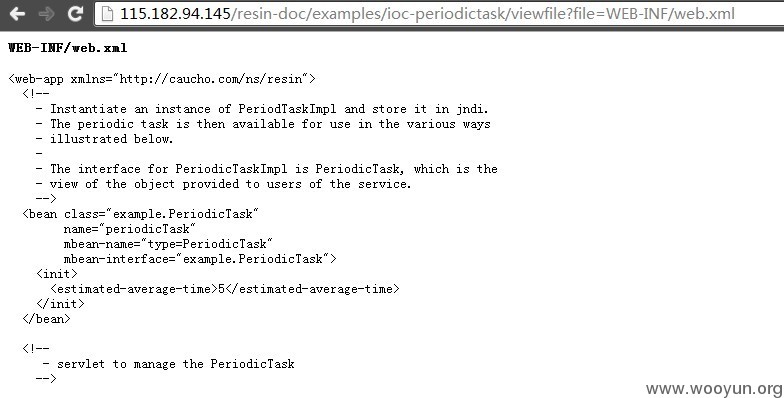 115.182.94.145/resin-doc/examples/ioc-periodictask/viewfile?file=WEB-INF/web.xml
WEB-INF/web.xml
<web-app xmlns="http://caucho.com/ns/resin">
<!--
- Instantiate an instance of PeriodTaskImpl and store it in jndi.
- The periodic task is then available for use in the various ways
- illustrated below.
-
- The interface for PeriodicTaskImpl is PeriodicTask, which is the
- view of the object provided to users of the service.
-->
<bean class="example.PeriodicTask"
name="periodicTask"
mbean-name="type=PeriodicTask"
mbean-interface="example.PeriodicTask">
<init>
<estimated-average-time>5</estimated-average-time>
</init>
</bean>
<!--
- servlet to manage the PeriodicTask
-->
www.wooyun.org